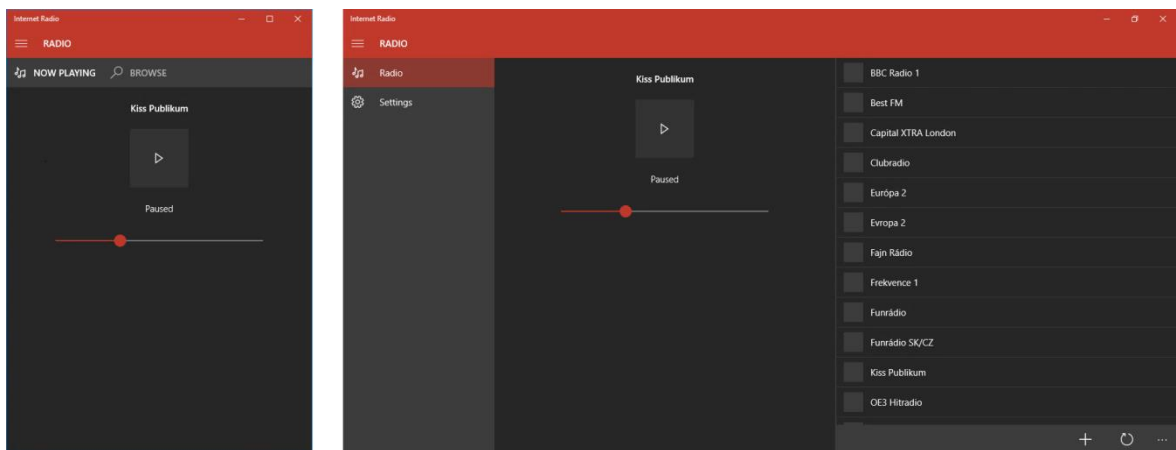 Internet Radio
RADIO
NOW PLAYING BROWSE
Kiss Publikum
Paused
Internet Radio
RADIO
Radio
Settings
Kiss Publikum
Paused
BBC Radio 1
Best FM
Capital XTRA London
Clubradio
Európa 2
Evropa 2
Fajn Rádio
Frekvence 1
Funrádio
Funrádio SK/CZ
Kiss Publikum
OE3 Hitradio